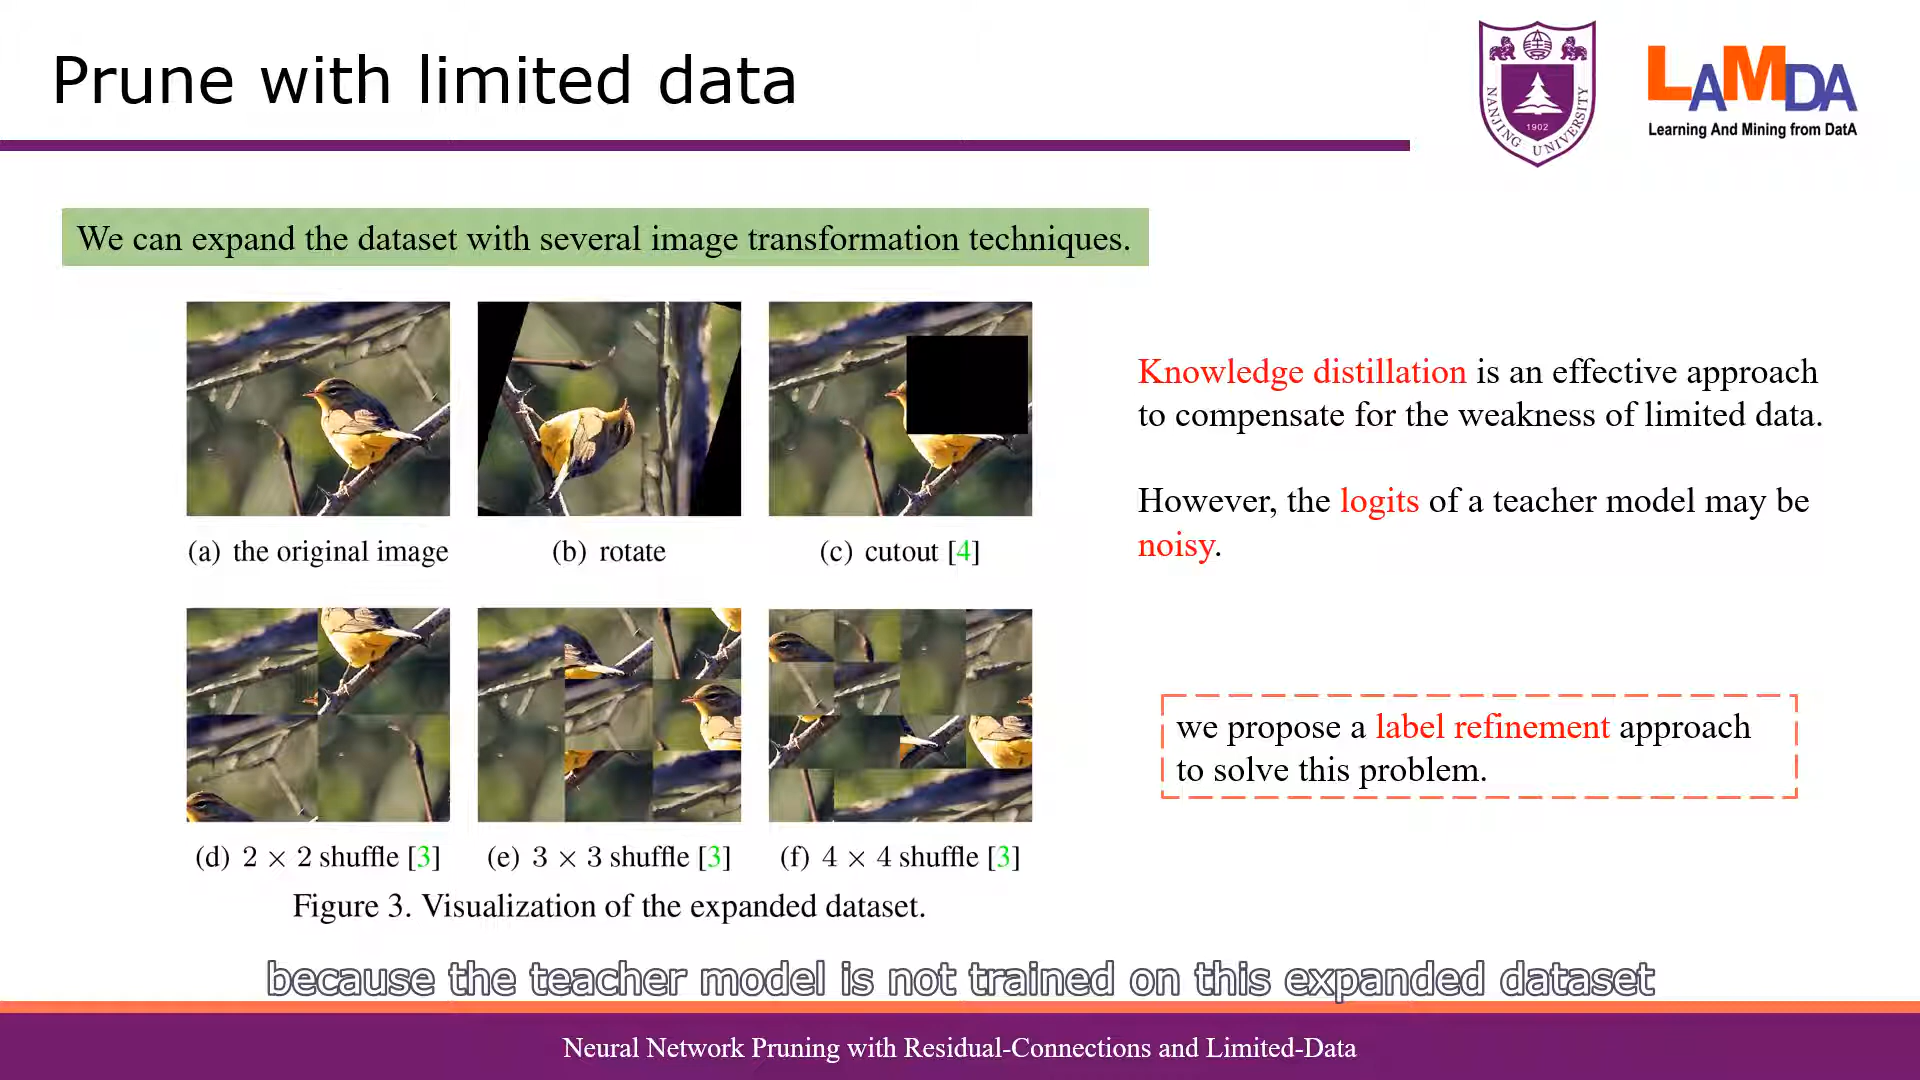 Prune with limited data
NANJING UNIVERSITY
1902
LAMDA
Learning And Mining from DatA
We can expand the dataset with several image transformation techniques.
(a) the original image
(b) rotate
(c) cutout [4]
(d) 2 × 2 shuffle [3]
(e) 3 × 3 shuffle [3]
(f) 4 × 4 shuffle [3]
Figure 3. Visualization of the expanded dataset.
Knowledge distillation is an effective approach
to compensate for the weakness of limited data.
However, the logits of a teacher model may be
noisy.
we propose a label refinement approach
to solve this problem.
because the teacher model is not trained on this expanded dataset
Neural Network Pruning with Residual-Connections and Limited-Data